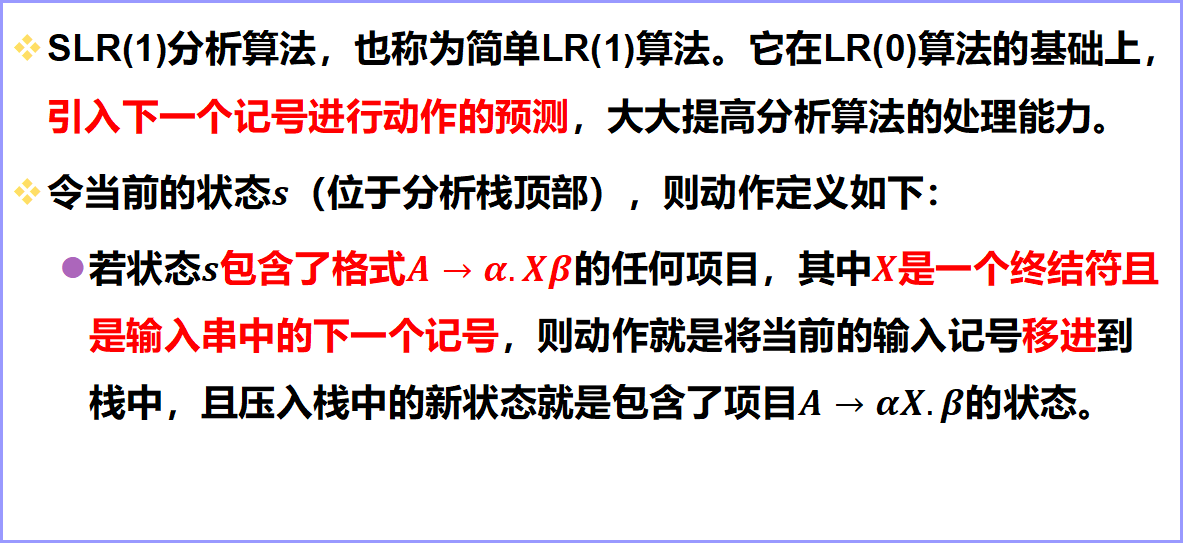 SLR(1)分析算法，也称为简单LR(1)算法。它在LR(0)算法的基础上，
引入下一个记号进行动作的预测，大大提高分析算法的处理能力。
令当前的状态s（位于分析栈顶部），则动作定义如下：
若状态s包含了格式A → α.Xβ的任何项目，其中X是一个终结符且
是输入串中的下一个记号，则动作就是将当前的输入记号移进到
栈中，且压入栈中的新状态就是包含了项目A → αX.β的状态。